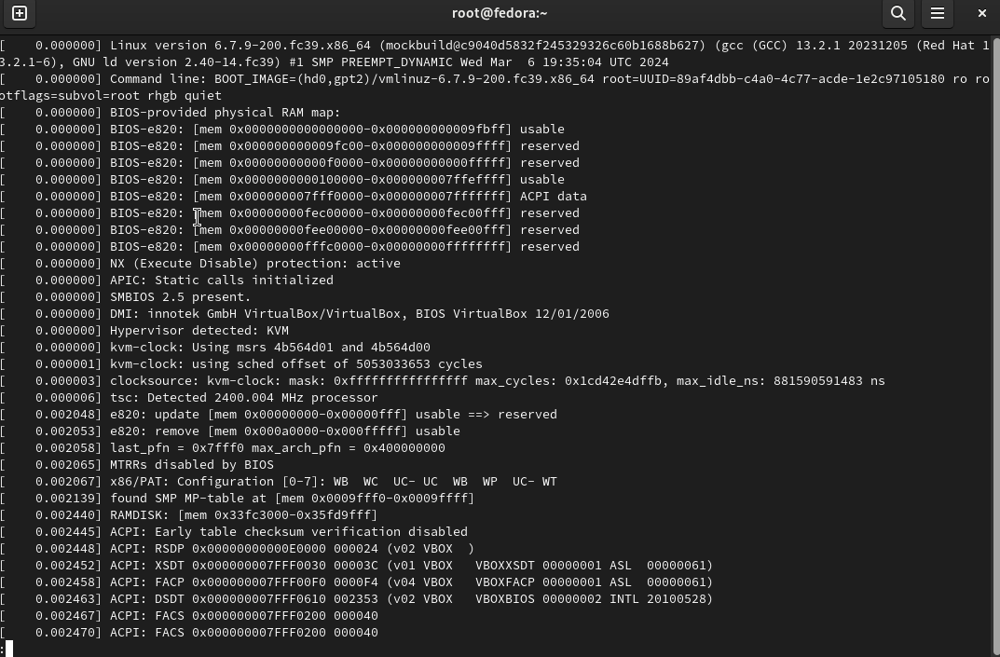 root@fedora:~
[    0.000000] Linux version 6.7.9-200.fc39.x86_64 (mockbuild@c9040d5832f245329326c60b1688b627) (gcc (GCC) 13.2.1 20231205 (Red Hat 1
3.2.1-6), GNU ld version 2.40-14.fc39) #1 SMP PREEMPT_DYNAMIC Wed Mar  6 19:35:04 UTC 2024
[    0.000000] Command line: BOOT_IMAGE=(hd0,gpt2)/vmlinuz-6.7.9-200.fc39.x86_64 root=UUID=89af4dbb-c4a0-4c77-acde-1e2c97105180 ro ro
otflags=subvol=root rhgb quiet
[    0.000000] BIOS-provided physical RAM map:
[    0.000000] BIOS-e820: [mem 0x0000000000000000-0x000000000009fbff] usable
[    0.000000] BIOS-e820: [mem 0x000000000009fc00-0x000000000009ffff] reserved
[    0.000000] BIOS-e820: [mem 0x00000000000f0000-0x00000000000fffff] reserved
[    0.000000] BIOS-e820: [mem 0x0000000000100000-0x000000007ffeffff] usable
[    0.000000] BIOS-e820: [mem 0x000000007fff0000-0x000000007fffffff] ACPI data
[    0.000000] BIOS-e820: [mem 0x00000000fec00000-0x00000000fec00fff] reserved
[    0.000000] BIOS-e820: [mem 0x00000000fee00000-0x00000000fee00fff] reserved
[    0.000000] BIOS-e820: [mem 0x00000000fffc0000-0x00000000ffffffff] reserved
[    0.000000] NX (Execute Disable) protection: active
[    0.000000] APIC: Static calls initialized
[    0.000000] SMBIOS 2.5 present.
[    0.000000] DMI: innotek GmbH VirtualBox/VirtualBox, BIOS VirtualBox 12/01/2006
[    0.000000] Hypervisor detected: KVM
[    0.000000] kvm-clock: Using msrs 4b564d01 and 4b564d00
[    0.000001] kvm-clock: using sched offset of 5053033653 cycles
[    0.000003] clocksource: kvm-clock: mask: 0xffffffffffffffff max_cycles: 0x1cd42e4dffb, max_idle_ns: 881590591483 ns
[    0.000006] tsc: Detected 2400.004 MHz processor
[    0.002048] e820: update [mem 0x00000000-0x00000fff] usable ==> reserved
[    0.002053] e820: remove [mem 0x000a0000-0x000fffff] usable
[    0.002058] last_pfn = 0x7fff0 max_arch_pfn = 0x400000000
[    0.002065] MTRRs disabled by BIOS
[    0.002067] x86/PAT: Configuration [0-7]: WB  WC  UC- UC  WB  WP  UC- WT
[    0.002139] found SMP MP-table at [mem 0x0009fff0-0x0009ffff]
[    0.002440] RAMDISK: [mem 0x33fc3000-0x35fd9fff]
[    0.002445] ACPI: Early table checksum verification disabled
[    0.002448] ACPI: RSDP 0x00000000000E0000 000024 (v02 VBOX  )
[    0.002452] ACPI: XSDT 0x000000007FFF0030 00003C (v01 VBOX   VBOXXSDT 00000001 ASL  00000061)
[    0.002458] ACPI: FACP 0x000000007FFF00F0 0000F4 (v04 VBOX   VBOXFACP 00000001 ASL  00000061)
[    0.002463] ACPI: DSDT 0x000000007FFF0610 002353 (v02 VBOX   VBOXBIOS 00000002 INTL 20100528)
[    0.002467] ACPI: FACS 0x000000007FFF0200 000040
[    0.002470] ACPI: FACS 0x000000007FFF0200 000040
: